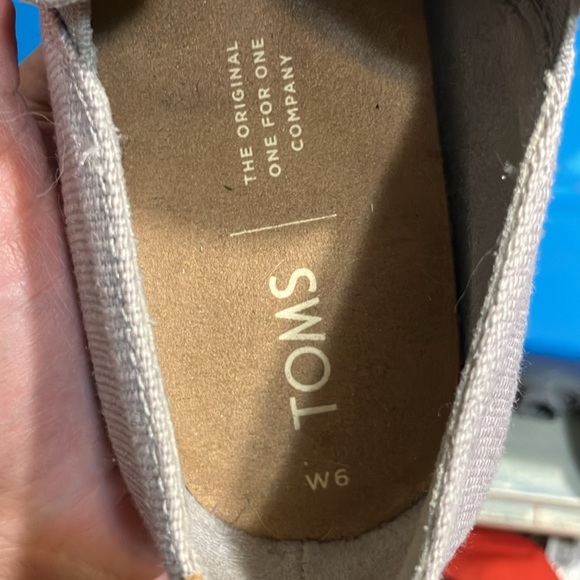 THE ORIGINAL
ONE FOR ONE
COMPANY
TOMS
W6